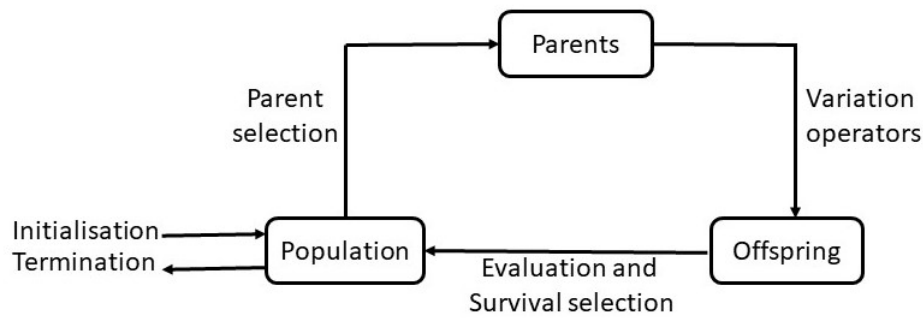 Parents
Parent
selection
Variation
operators
Initialisation
Termination
Population
Offspring
Evaluation and
Survival selection